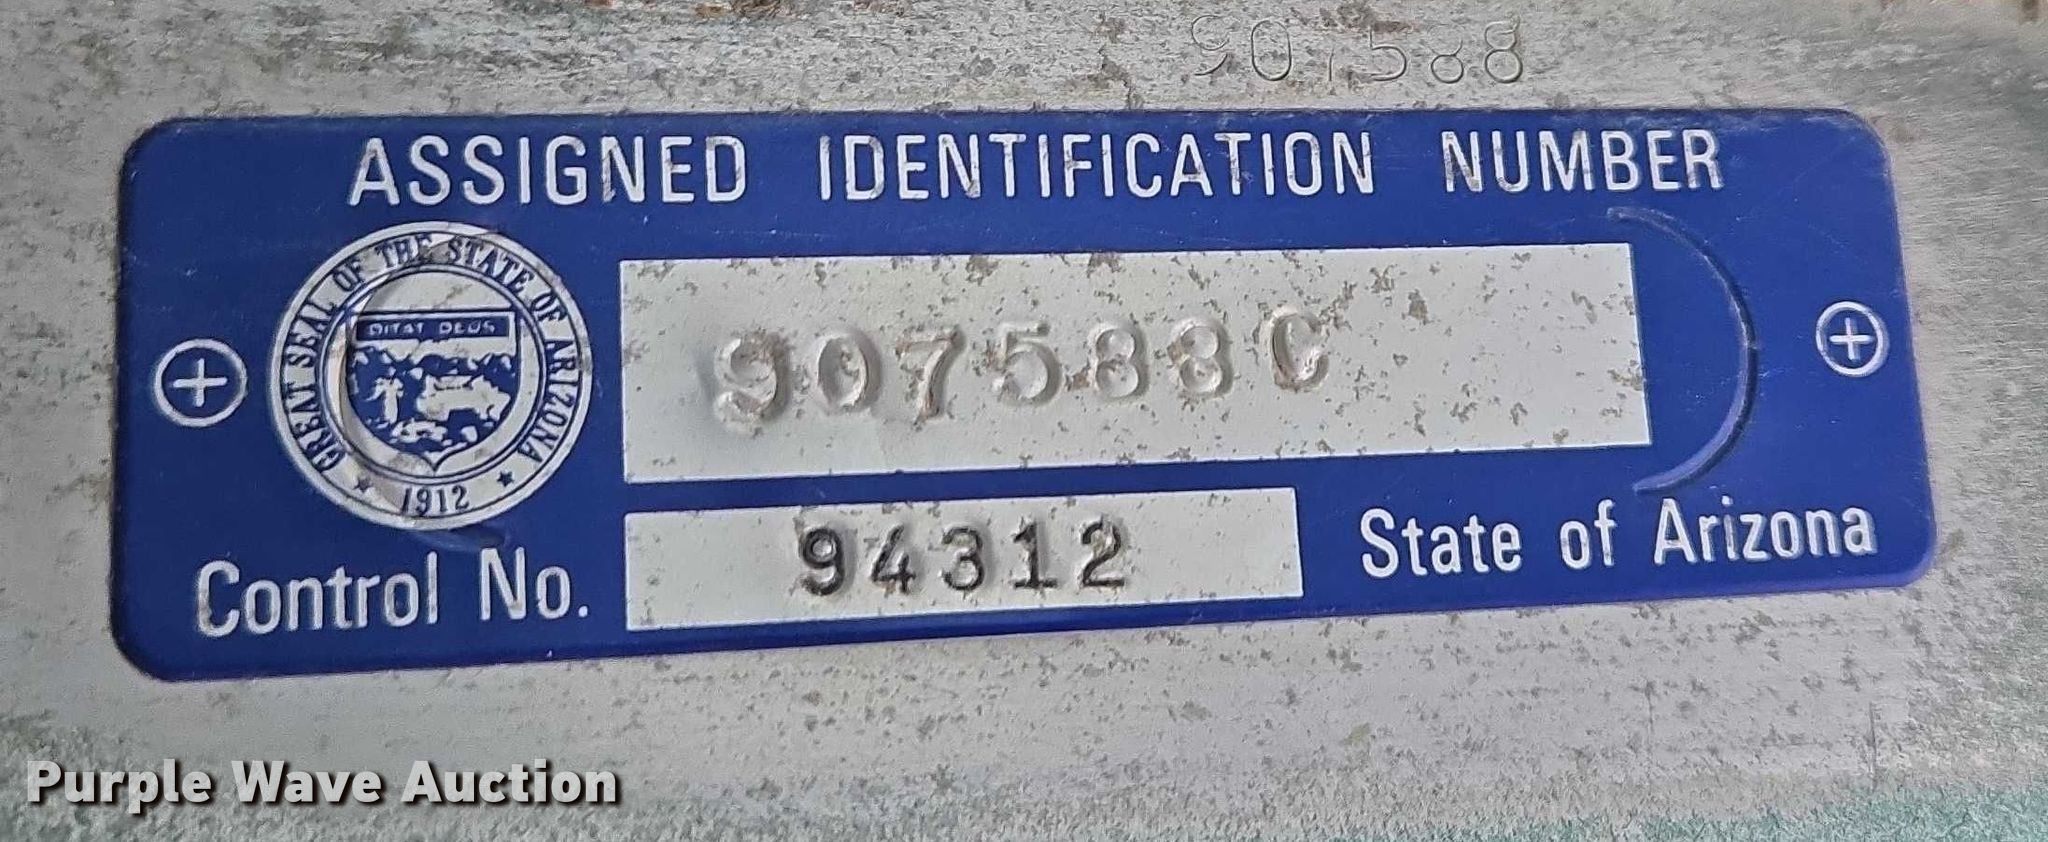 907588
ASSIGNED IDENTIFICATION NUMBER
GREAT SEAL OF THE STATE OF ARIZONA
DITAT DEUS
1912
907588C
Control No. 94312 State of Arizona
Purple Wave Auction